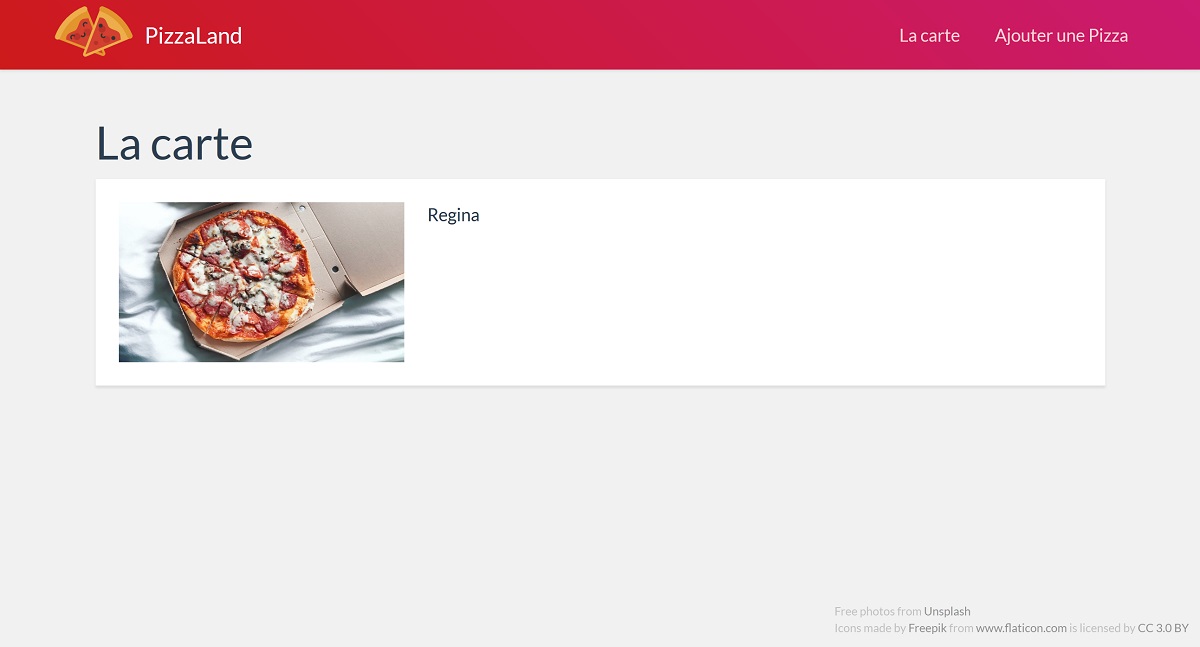 PizzaLand
La carte
Ajouter une Pizza
La carte
Regina
Free photos from Unsplash
Icons made by Freepik from www.flaticon.com is licensed by CC 3.0 BY